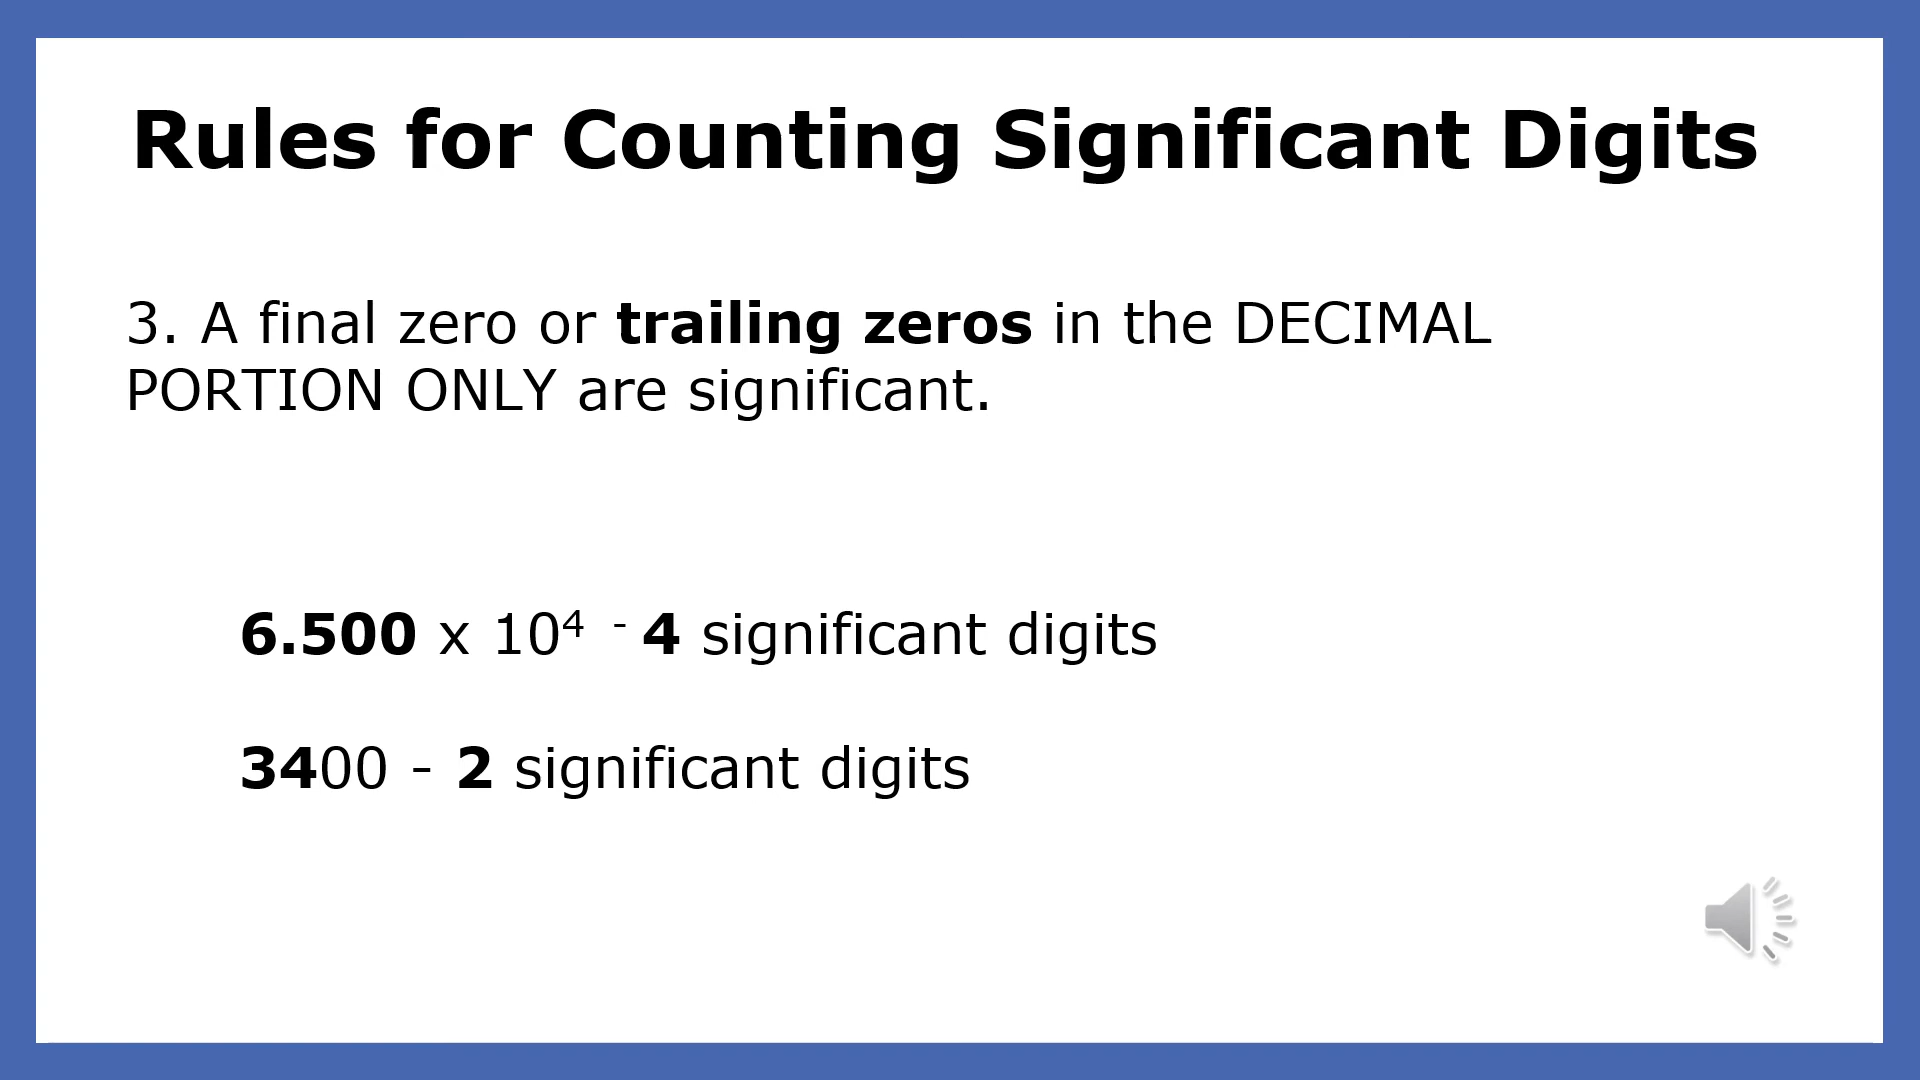 Rules for Counting Significant Digits
3. A final zero or trailing zeros in the DECIMAL
PORTION ONLY are significant.
6.500 x 10⁴ - 4 significant digits
3400 - 2 significant digits